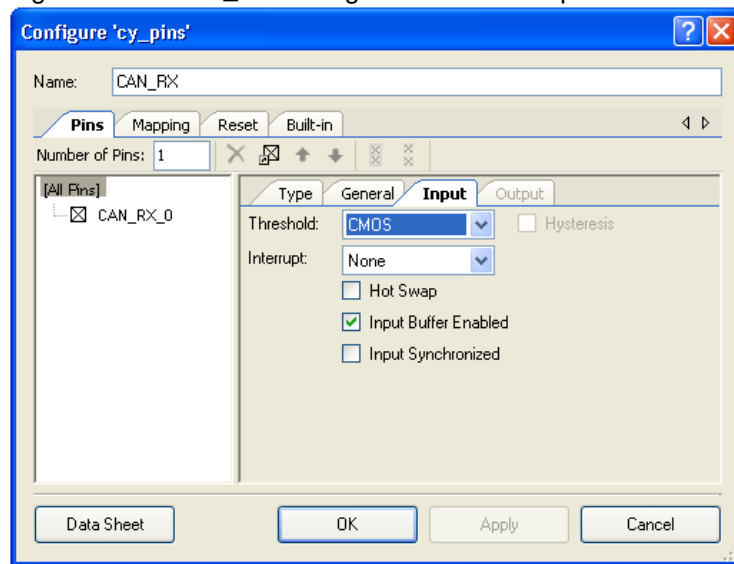 Configure 'cy_pins'
Name: CAN_RX
Pins Mapping Reset Built-in
Number of Pins: 1
[All Pins]
CAN_RX_0
Type General Input Output
Threshold: CMOS Hysteresis
Interrupt: None
Hot Swap
Input Buffer Enabled
Input Synchronized
Data Sheet OK Apply Cancel